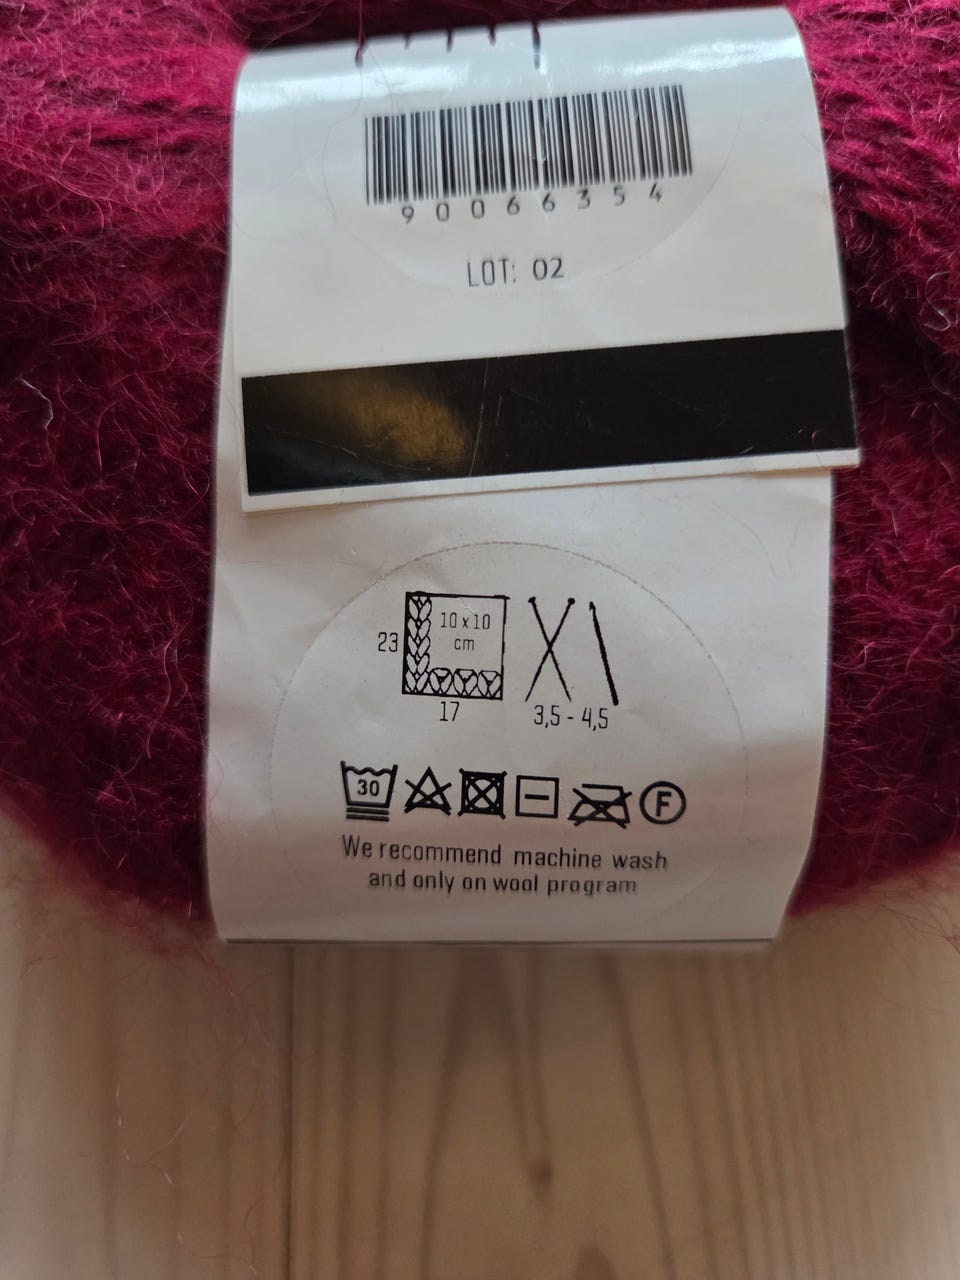 90066354
LOT: 02
10 x 10
cm
23
17
3,5 - 4,5
30
F
We recommend machine wash
and only on wool program